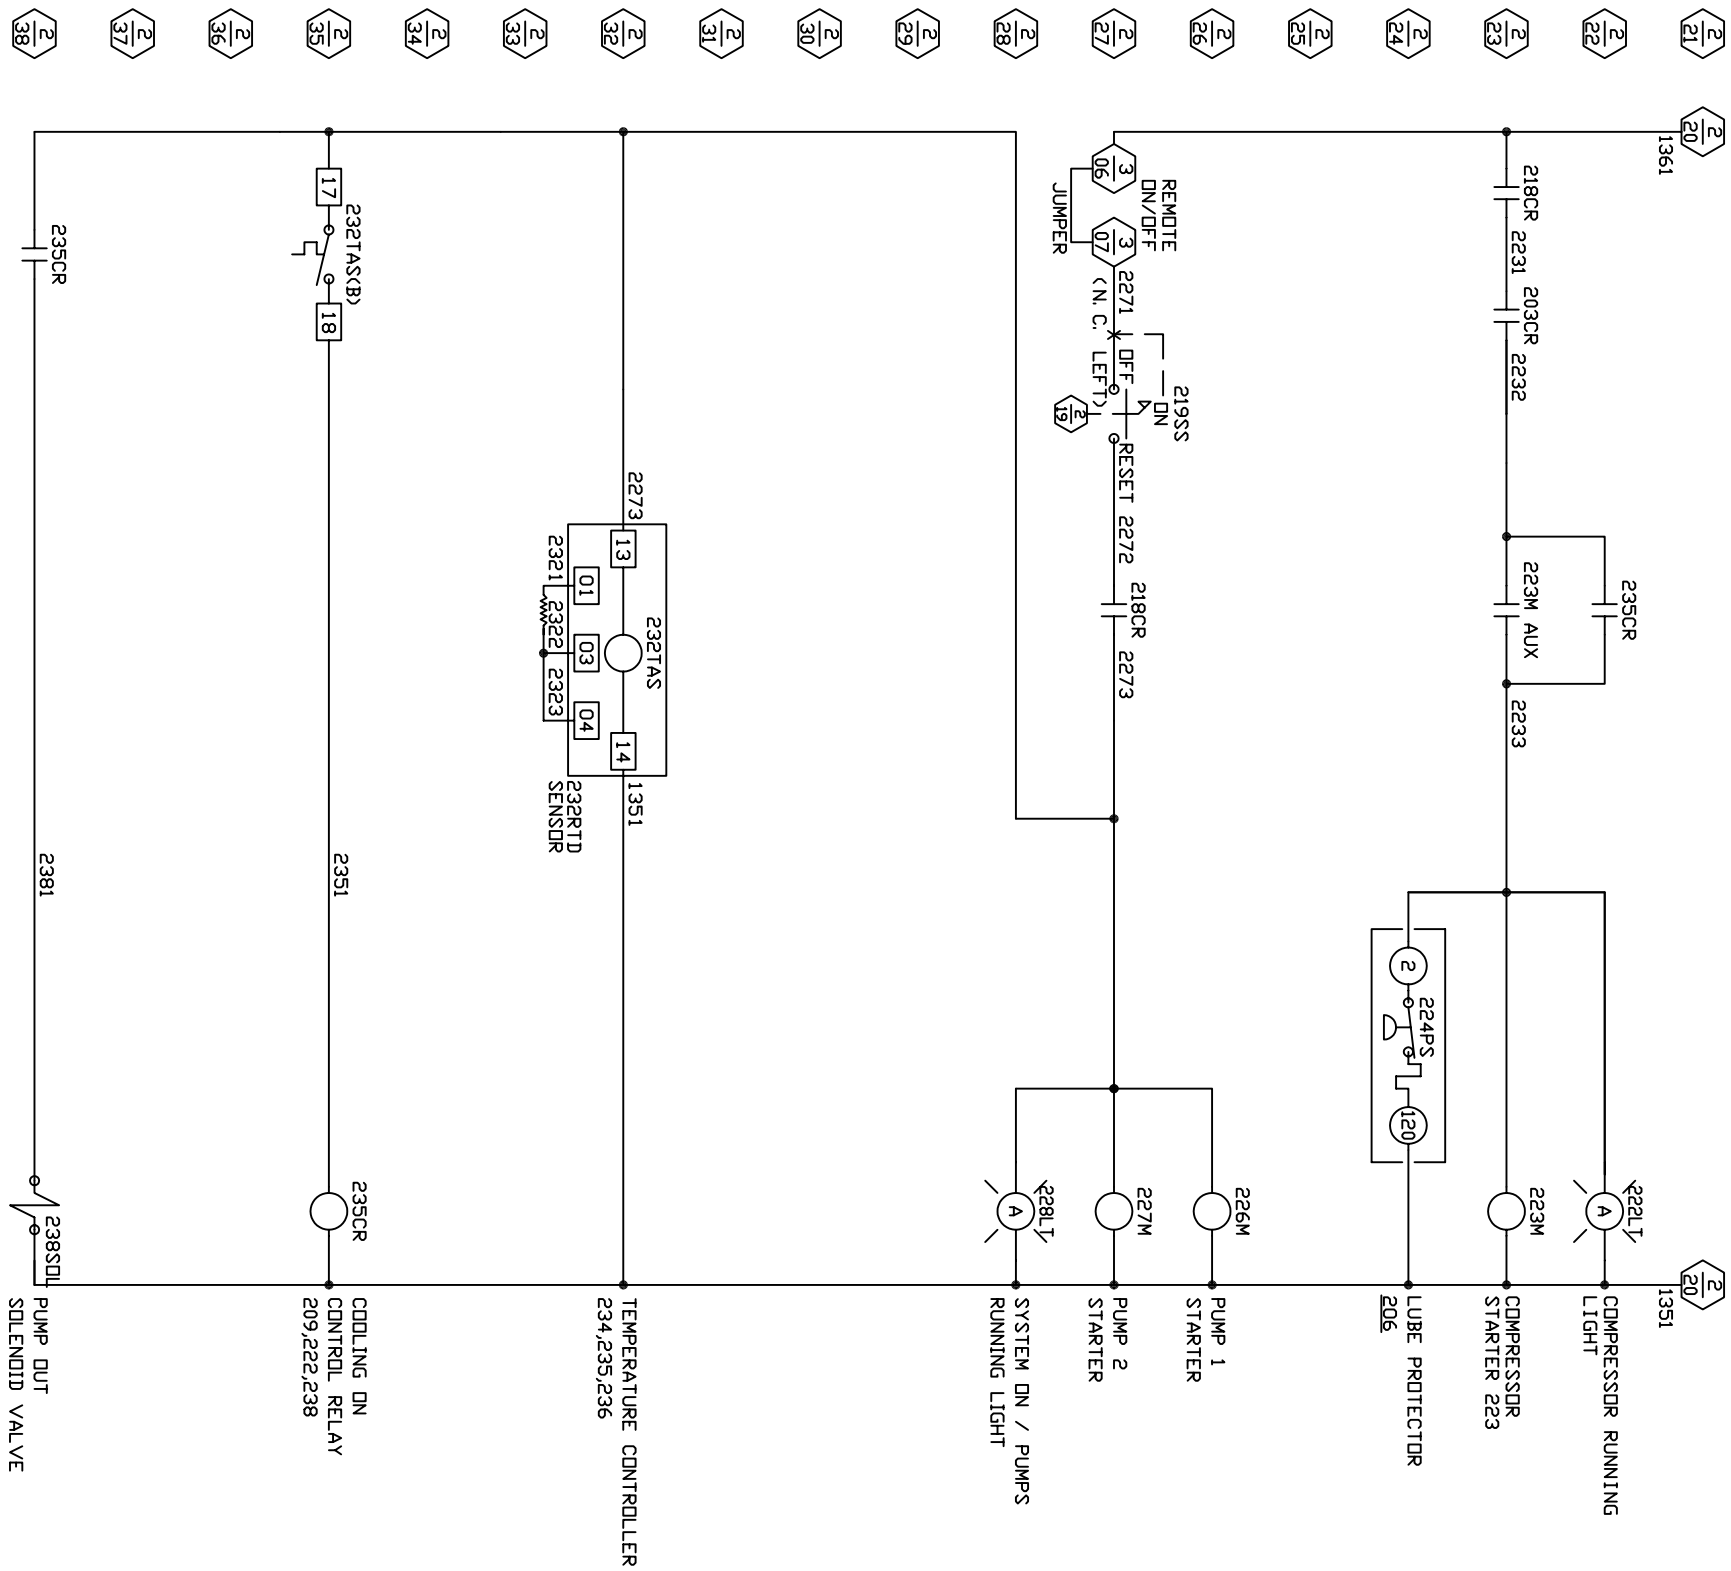 2
21
2
22
2
23
2
24
2
25
2
26
2
27
2
28
2
29
2
30
2
31
2
32
2
33
2
34
2
35
2
36
2
37
2
38
2
20
1361
2
20
1351
235CR
222LT
COMPRESSOR RUNNING
LIGHT
218CR
2231
203CR
2232
223M AUX
2233
223M
COMPRESSOR
STARTER 223
2
224PS
120
LUBE PROTECTOR
206
226M
PUMP 1
STARTER
REMOTE
ON/OFF
3
06
3
07
JUMPER
2271
(N.C. LEFT)
OFF
ON
219SS
2
19
RESET
2272
218CR
2273
227M
PUMP 2
STARTER
A
228LT
SYSTEM ON / PUMPS
RUNNING LIGHT
A
2273
13
232TAS
14
1351
01
03
04
2321
2322
2323
232RTD
SENSOR
TEMPERATURE CONTROLLER
234,235,236
17
232TAS(B)
18
2351
235CR
COOLING ON
CONTROL RELAY
209,222,238
235CR
2381
238SOL
PUMP OUT
SOLENOID VALVE